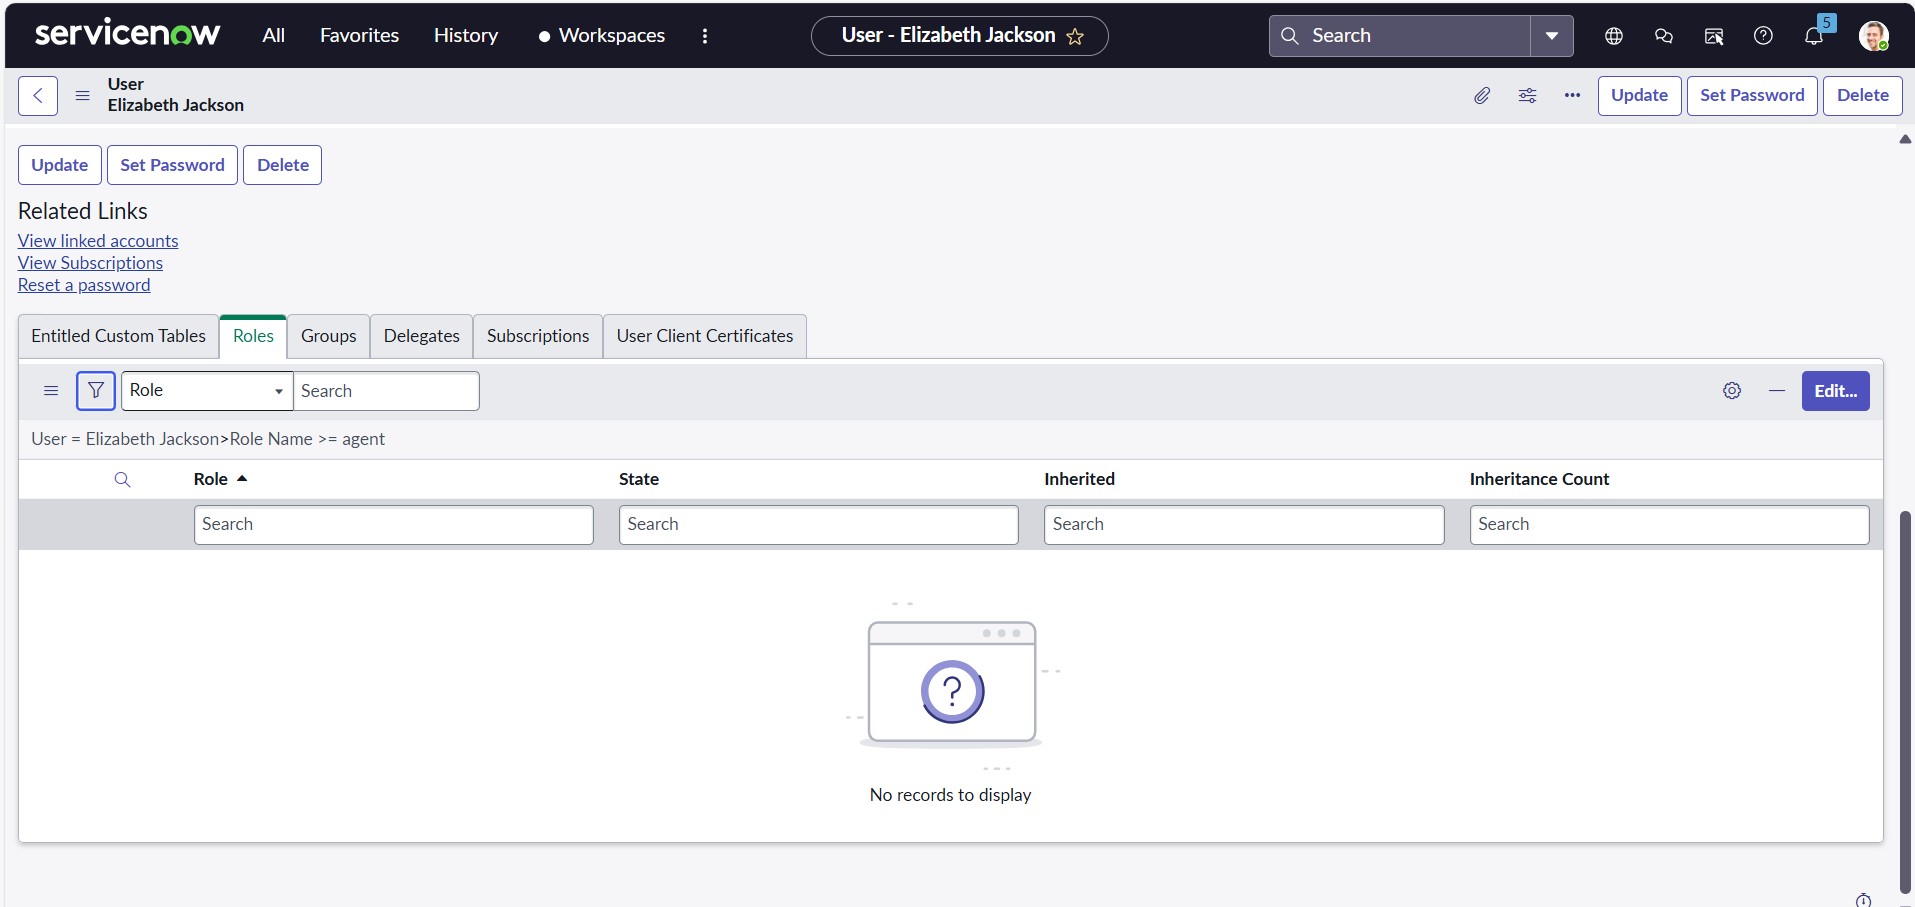 servicenow All Favorites History Workspaces User - Elizabeth Jackson Search 5
User
Elizabeth Jackson
Update Set Password Delete
Update Set Password Delete
Related Links
View linked accounts
View Subscriptions
Reset a password
Entitled Custom Tables Roles Groups Delegates Subscriptions User Client Certificates
Role Search Edit...
User = Elizabeth Jackson>Role Name >= agent
Role State Inherited Inheritance Count
Search Search Search Search
No records to display